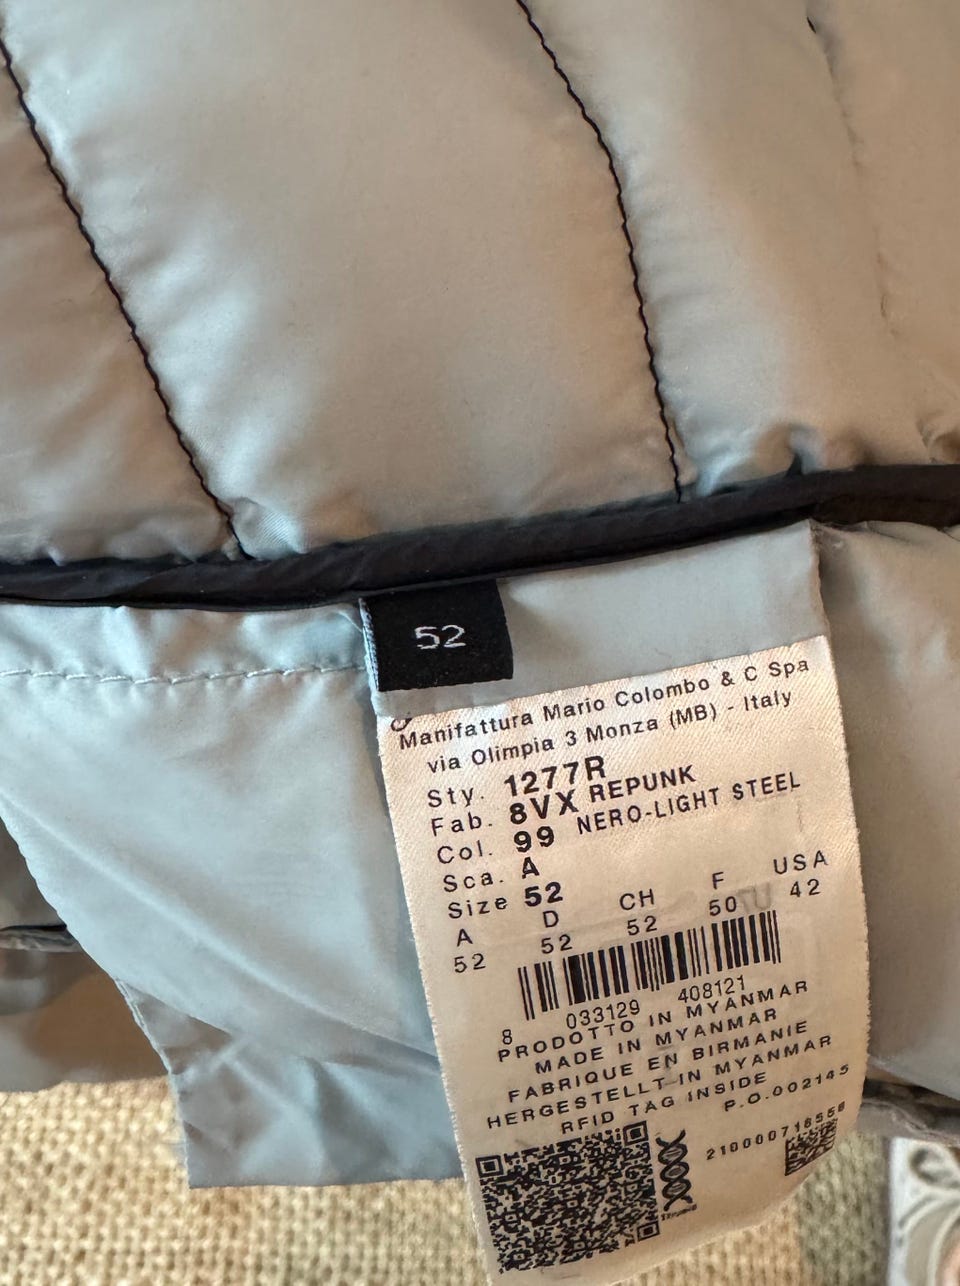 52
Manifattura Mario Colombo & C Spa
via Olimpia 3 Monza (MB) - Italy
Sty. 1277R
Fab. 8VX REPUNK
Col. 99 NERO-LIGHT STEEL
Sca. A
Size 52
A D CH F USA
52 52 52 50 42
8 033129 408121
PRODOTTO IN MYANMAR
MADE IN MYANMAR
FABRIQUE EN BIRMANIE
HERGESTELLT IN MYANMAR
RFID TAG INSIDE
P.O.002145
210000716558